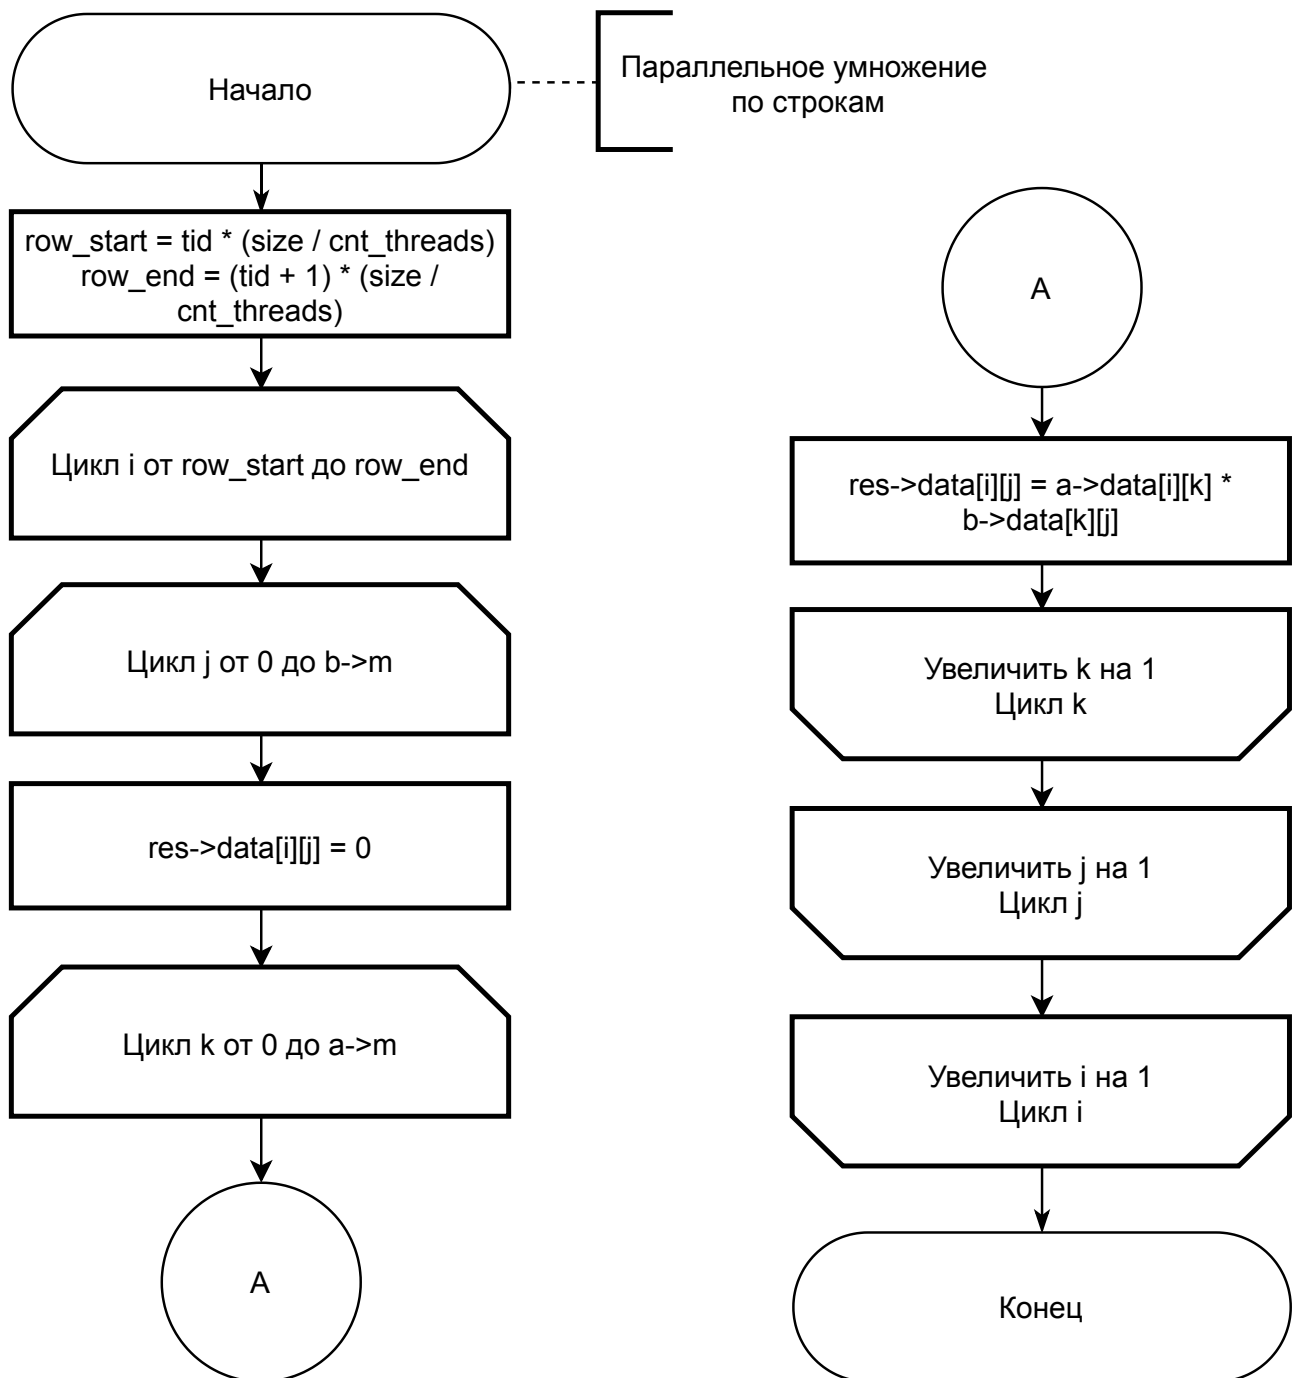 Начало
Параллельное умножение
по строкам
row_start = tid * (size / cnt_threads)
row_end = (tid + 1) * (size /
cnt_threads)
Цикл i от row_start до row_end
Цикл j от 0 до b->m
res->data[i][j] = 0
Цикл k от 0 до a->m
A
A
res->data[i][j] = a->data[i][k] *
b->data[k][j]
Увеличить k на 1
Цикл k
Увеличить j на 1
Цикл j
Увеличить i на 1
Цикл i
Конец